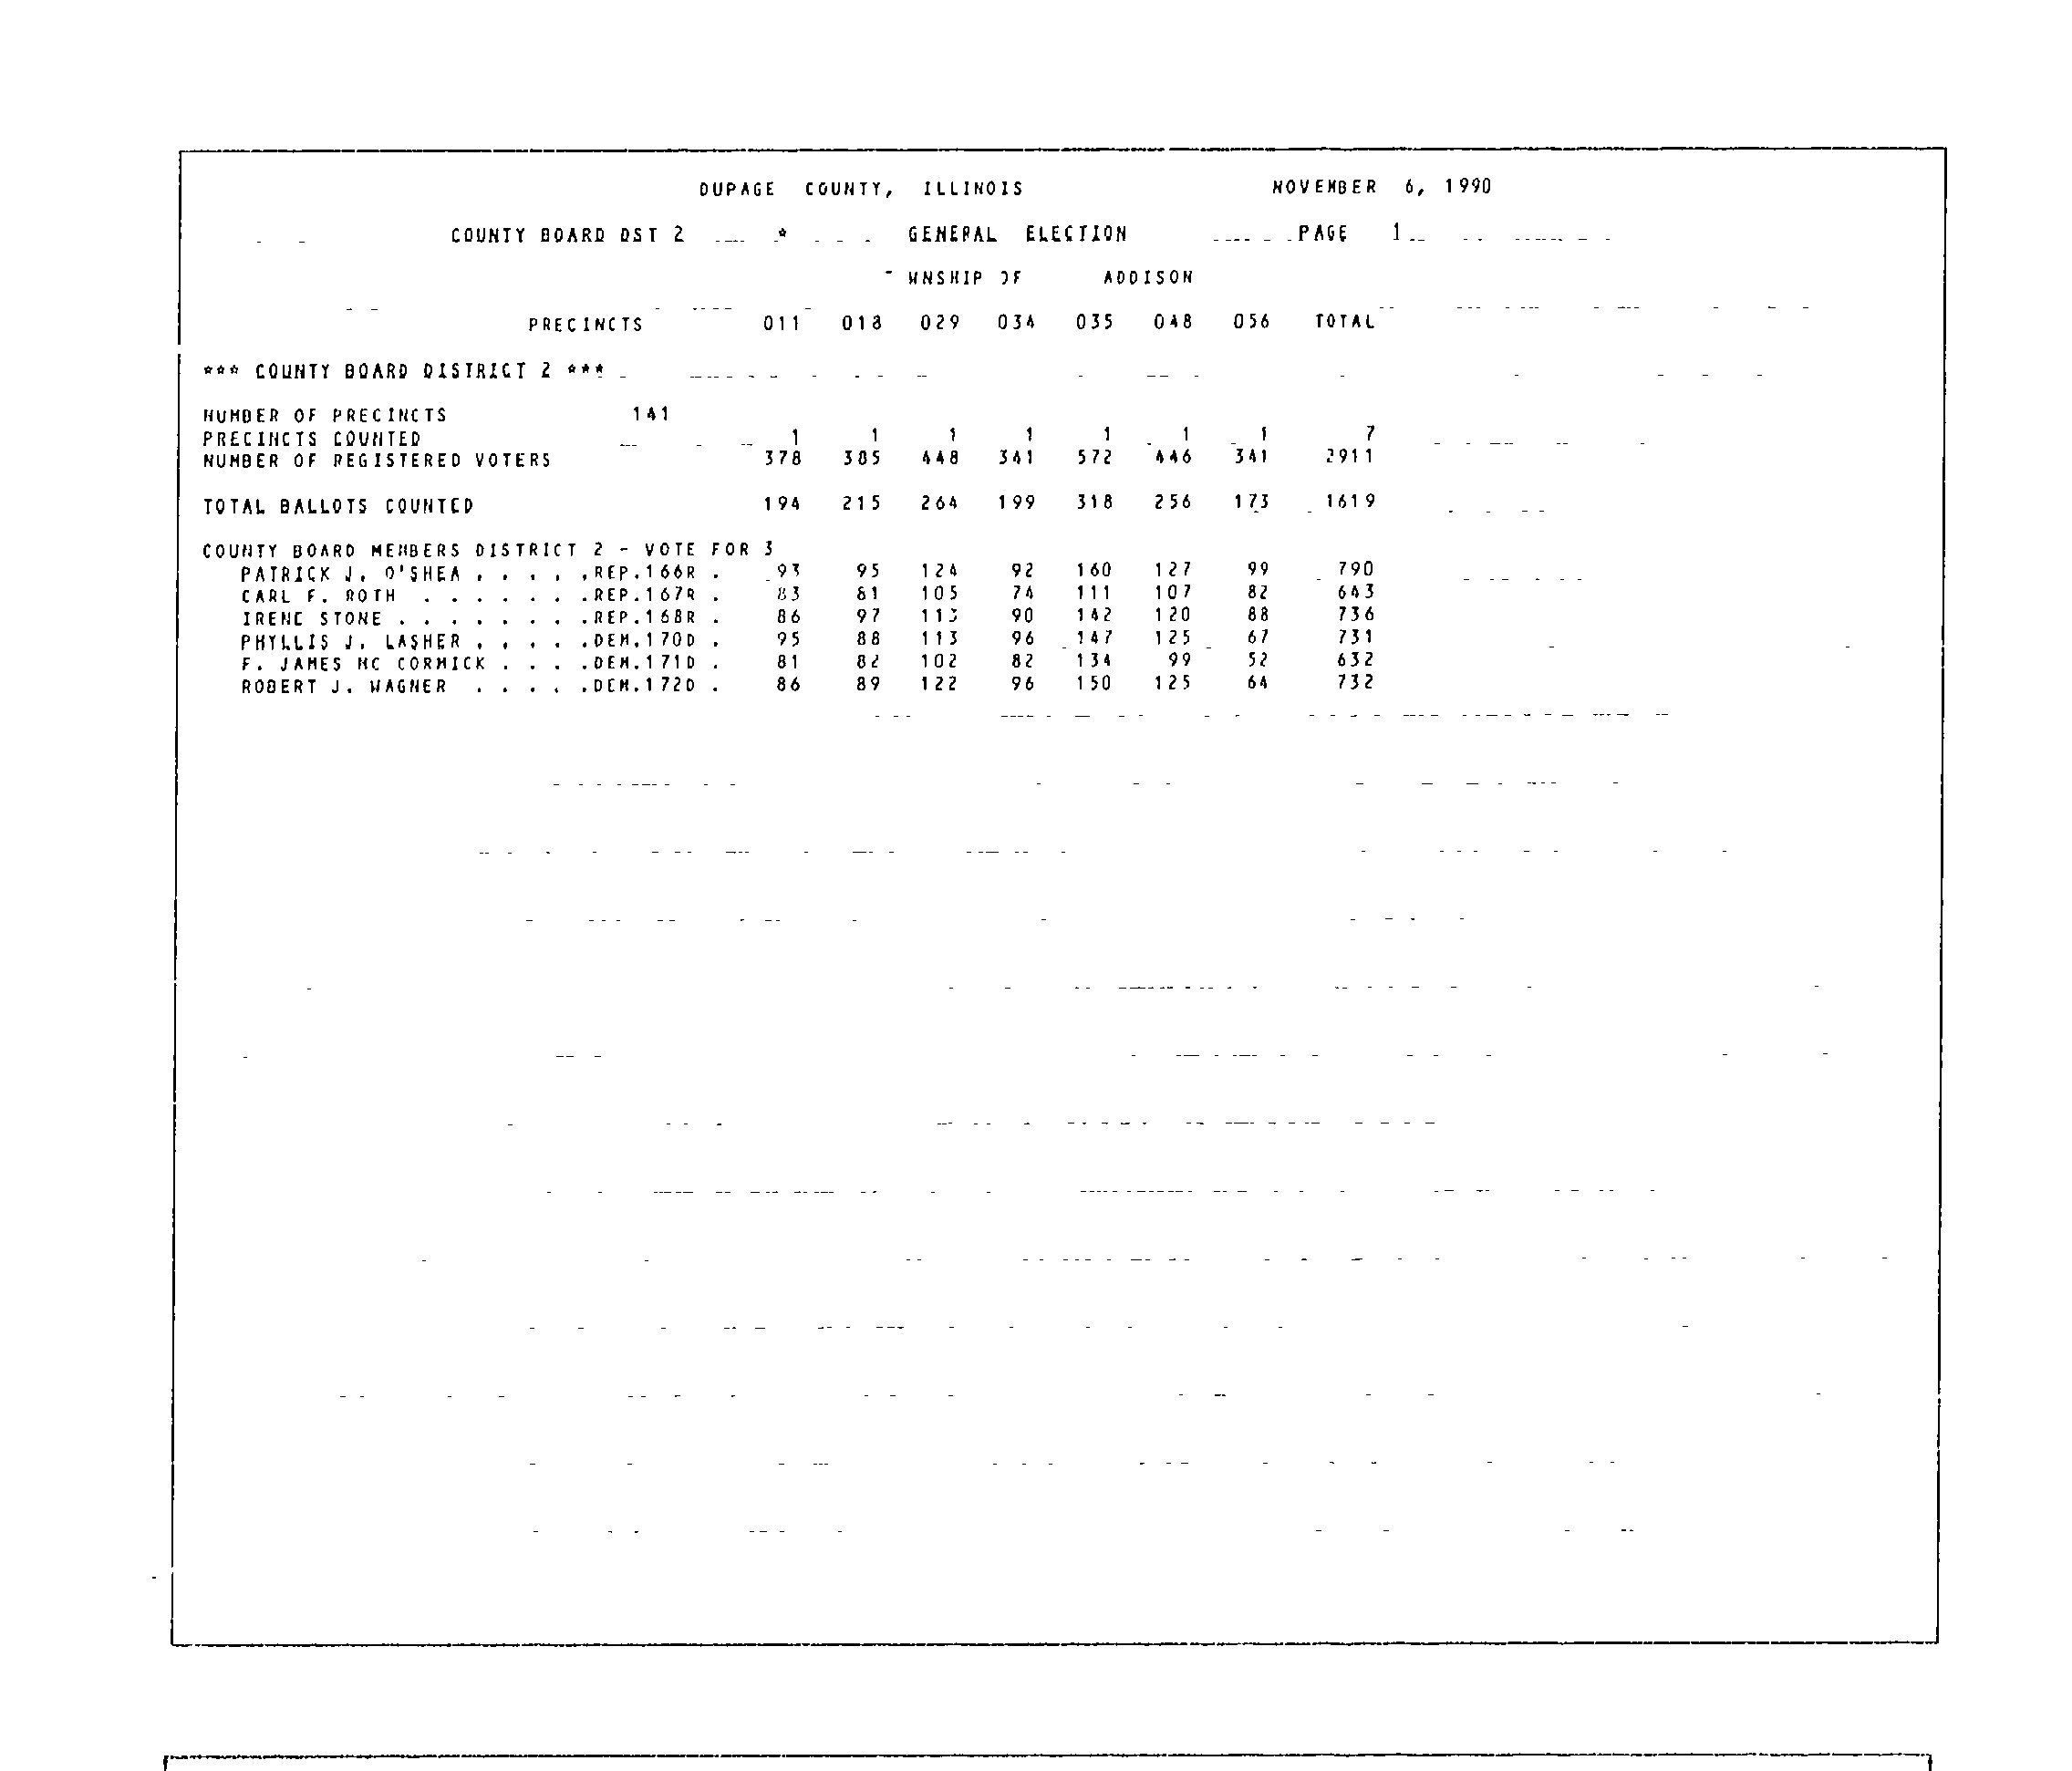 DUPAGE COUNTY, ILLINOIS NOVEMBER 6, 1990
COUNTY BOARD DST 2 * GENERAL ELECTION PAGE 1
WNSHIP OF ADDISON
PRECINCTS 011 018 029 034 035 048 056 TOTAL
*** COUNTY BOARD DISTRICT 2 ***
NUMBER OF PRECINCTS 141
PRECINCTS COUNTED 1 1 1 1 1 1 1 7
NUMBER OF REGISTERED VOTERS 378 385 448 341 572 446 341 2911
TOTAL BALLOTS COUNTED 194 215 264 199 318 256 173 1619
COUNTY BOARD MEMBERS DISTRICT 2 - VOTE FOR 3
PATRICK J. O'SHEA . . . . .REP.166R . 93 95 124 92 160 127 99 790
CARL F. ROTH . . . . . . .REP.167R . 83 81 105 74 111 107 82 643
IRENE STONE . . . . . . . .REP.168R . 86 97 113 90 142 120 88 736
PHYLLIS J. LASHER . . . . .DEM.170D . 95 88 113 96 147 125 67 731
F. JAMES MC CORMICK . . . .DEM.171D . 81 82 102 82 134 99 52 632
ROBERT J. WAGNER . . . . .DEM.172D . 86 89 122 96 150 125 64 732